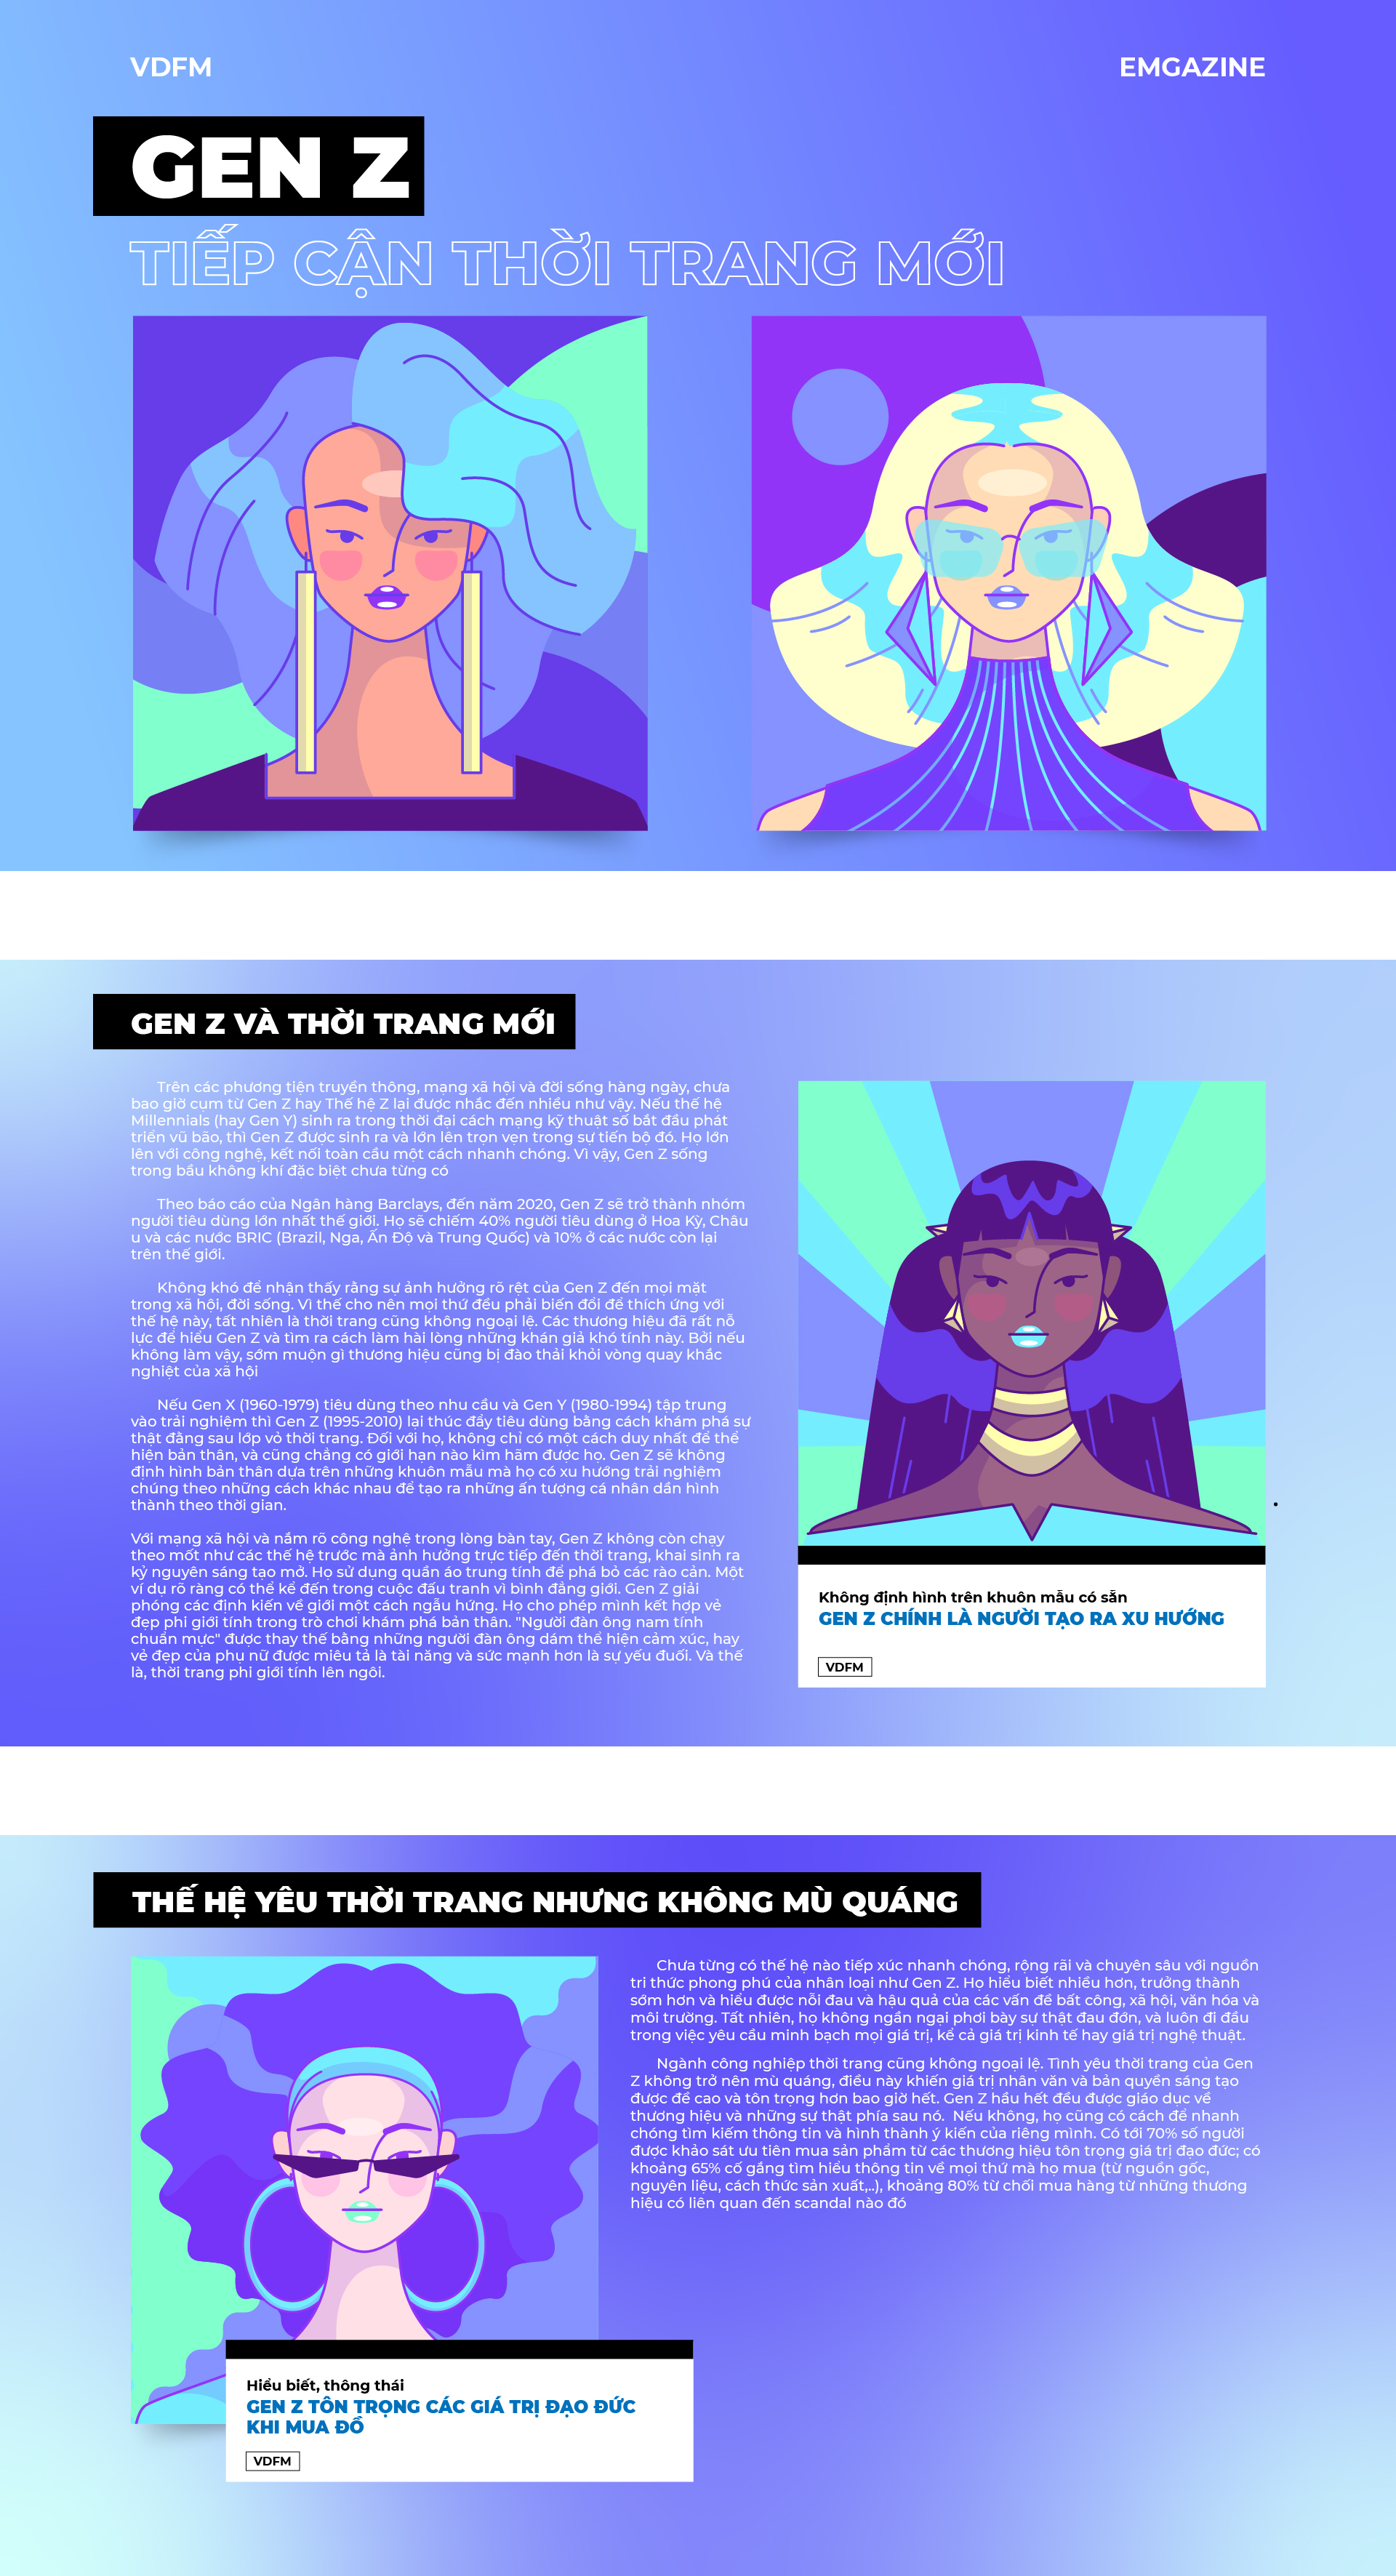 VDFM
EMGAZINE
GEN Z
TIẾP CẬN THỜI TRANG MỚI
GEN Z VÀ THỜI TRANG MỚI
Trên các phương tiện truyền thông, mạng xã hội và đời sống hàng ngày, chưa
bao giờ cụm từ Gen Z hay Thế hệ Z lại được nhắc đến nhiều như vậy. Nếu thế hệ
Millennials (hay Gen Y) sinh ra trong thời đại cách mạng kỹ thuật số bắt đầu phát
triển vũ bão, thì Gen Z được sinh ra và lớn lên trọn vẹn trong sự tiến bộ đó. Họ lớn
lên với công nghệ, kết nối toàn cầu một cách nhanh chóng. Vì vậy, Gen Z sống
trong bầu không khí đặc biệt chưa từng có
Theo báo cáo của Ngân hàng Barclays, đến năm 2020, Gen Z sẽ trở thành nhóm
người tiêu dùng lớn nhất thế giới. Họ sẽ chiếm 40% người tiêu dùng ở Hoa Kỳ, Châu
u và các nước BRIC (Brazil, Nga, Ấn Độ và Trung Quốc) và 10% ở các nước còn lại
trên thế giới.
Không khó để nhận thấy rằng sự ảnh hưởng rõ rệt của Gen Z đến mọi mặt
trong xã hội, đời sống. Vì thế cho nên mọi thứ đều phải biến đổi để thích ứng với
thế hệ này, tất nhiên là thời trang cũng không ngoại lệ. Các thương hiệu đã rất nỗ
lực để hiểu Gen Z và tìm ra cách làm hài lòng những khán giả khó tính này. Bởi nếu
không làm vậy, sớm muộn gì thương hiệu cũng bị đào thải khỏi vòng quay khắc
nghiệt của xã hội
Nếu Gen X (1960-1979) tiêu dùng theo nhu cầu và Gen Y (1980-1994) tập trung
vào trải nghiệm thì Gen Z (1995-2010) lại thúc đẩy tiêu dùng bằng cách khám phá sự
thật đằng sau lớp vỏ thời trang. Đối với họ, không chỉ có một cách duy nhất để thể
hiện bản thân, và cũng chẳng có giới hạn nào kìm hãm được họ. Gen Z sẽ không
định hình bản thân dựa trên những khuôn mẫu mà họ có xu hướng trải nghiệm
chúng theo những cách khác nhau để tạo ra những ấn tượng cá nhân dần hình
thành theo thời gian.
Với mạng xã hội và nắm rõ công nghệ trong lòng bàn tay, Gen Z không còn chạy
theo mốt như các thế hệ trước mà ảnh hưởng trực tiếp đến thời trang, khai sinh ra
kỷ nguyên sáng tạo mở. Họ sử dụng quần áo trung tính để phá bỏ các rào cản. Một
ví dụ rõ ràng có thể kể đến trong cuộc đấu tranh vì bình đẳng giới. Gen Z giải
phóng các định kiến về giới một cách ngẫu hứng. Họ cho phép mình kết hợp vẻ
đẹp phi giới tính trong trò chơi khám phá bản thân. "Người đàn ông nam tính
chuẩn mực" được thay thế bằng những người đàn ông dám thể hiện cảm xúc, hay
vẻ đẹp của phụ nữ được miêu tả là tài năng và sức mạnh hơn là sự yếu đuối. Và thế
là, thời trang phi giới tính lên ngôi.
Không định hình trên khuôn mẫu có sẵn
GEN Z CHÍNH LÀ NGƯỜI TẠO RA XU HƯỚNG
VDFM
THẾ HỆ YÊU THỜI TRANG NHƯNG KHÔNG MÙ QUÁNG
Chưa từng có thế hệ nào tiếp xúc nhanh chóng, rộng rãi và chuyên sâu với nguồn
tri thức phong phú của nhân loại như Gen Z. Họ hiểu biết nhiều hơn, trưởng thành
sớm hơn và hiểu được nỗi đau và hậu quả của các vấn đề bất công, xã hội, văn hóa và
môi trường. Tất nhiên, họ không ngần ngại phơi bày sự thật đau đớn, và luôn đi đầu
trong việc yêu cầu minh bạch mọi giá trị, kể cả giá trị kinh tế hay giá trị nghệ thuật.
Ngành công nghiệp thời trang cũng không ngoại lệ. Tình yêu thời trang của Gen
Z không trở nên mù quáng, điều này khiến giá trị nhân văn và bản quyền sáng tạo
được đề cao và tôn trọng hơn bao giờ hết. Gen Z hầu hết đều được giáo dục về
thương hiệu và những sự thật phía sau nó. Nếu không, họ cũng có cách để nhanh
chóng tìm kiếm thông tin và hình thành ý kiến của riêng mình. Có tới 70% số người
được khảo sát ưu tiên mua sản phẩm từ các thương hiệu tôn trọng giá trị đạo đức; có
khoảng 65% cố gắng tìm hiểu thông tin về mọi thứ mà họ mua (từ nguồn gốc,
nguyên liệu, cách thức sản xuất,..), khoảng 80% từ chối mua hàng từ những thương
hiệu có liên quan đến scandal nào đó
Hiểu biết, thông thái
GEN Z TÔN TRỌNG CÁC GIÁ TRỊ ĐẠO ĐỨC
KHI MUA ĐỒ
VDFM